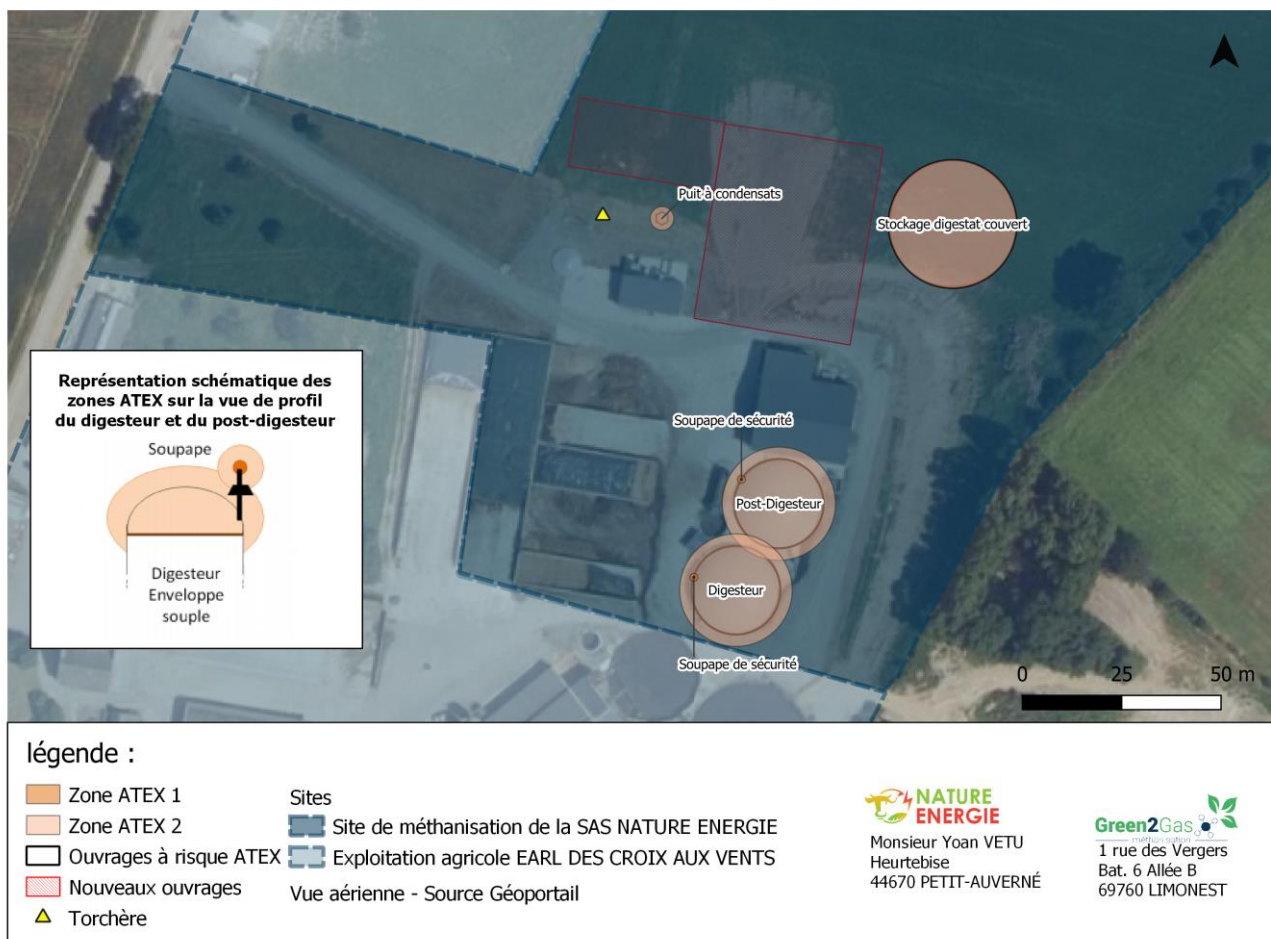 Puit à condensats
Stockage digestat couvert
Représentation schématique des
zones ATEX sur la vue de profil
du digesteur et du post-digesteur
Soupape
Digesteur
Enveloppe
souple
Soupape de sécurité
Post-Digesteur
Digesteur
Soupape de sécurité
0 25 50 m
légende :
Zone ATEX 1
Zone ATEX 2
Ouvrages à risque ATEX
Nouveaux ouvrages
Torchère
Sites
Site de méthanisation de la SAS NATURE ENERGIE
Exploitation agricole EARL DES CROIX AUX VENTS
Vue aérienne - Source Géoportail
NATURE
ENERGIE
Monsieur Yoan VETU
Heurtebise
44670 PETIT-AUVERNÉ
Green2Gas
méthanisation
1 rue des Vergers
Bat. 6 Allée B
69760 LIMONEST